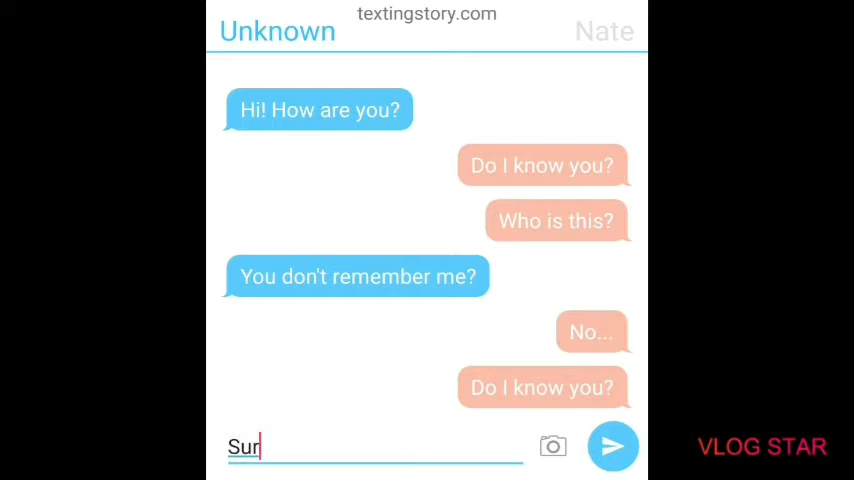 textingstory.com
Unknown
Nate
Hi! How are you?
Do I know you?
Who is this?
You don't remember me?
No...
Do I know you?
Sur
VLOG STAR